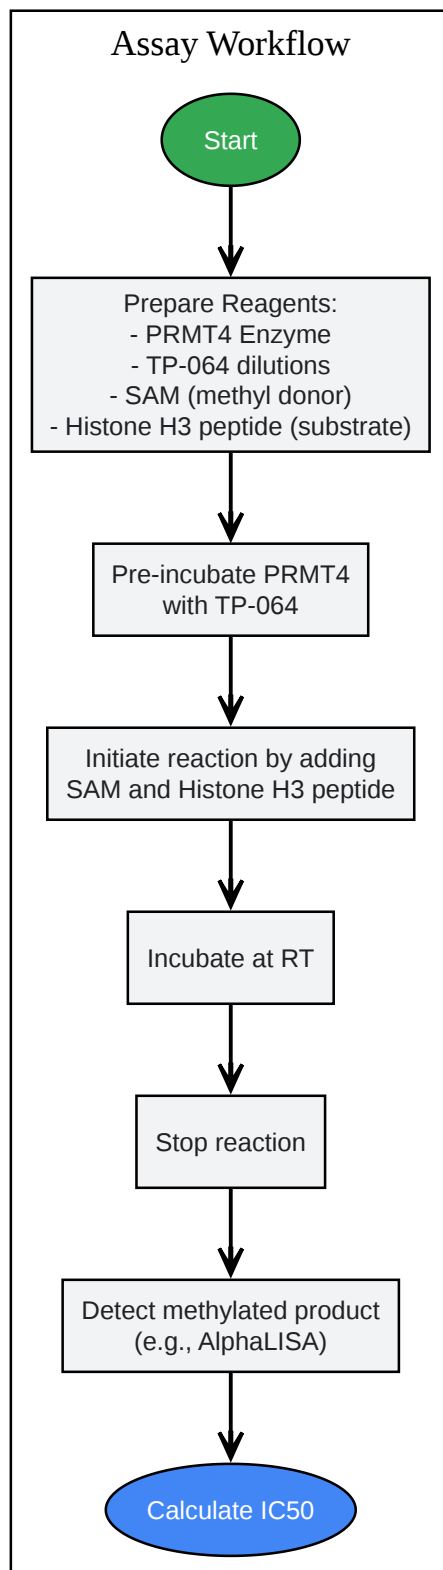 Assay Workflow
Start
Prepare Reagents:
- PRMT4 Enzyme
- TP-064 dilutions
- SAM (methyl donor)
- Histone H3 peptide (substrate)
Pre-incubate PRMT4
with TP-064
Initiate reaction by adding
SAM and Histone H3 peptide
Incubate at RT
Stop reaction
Detect methylated product
(e.g., AlphaLISA)
Calculate IC50